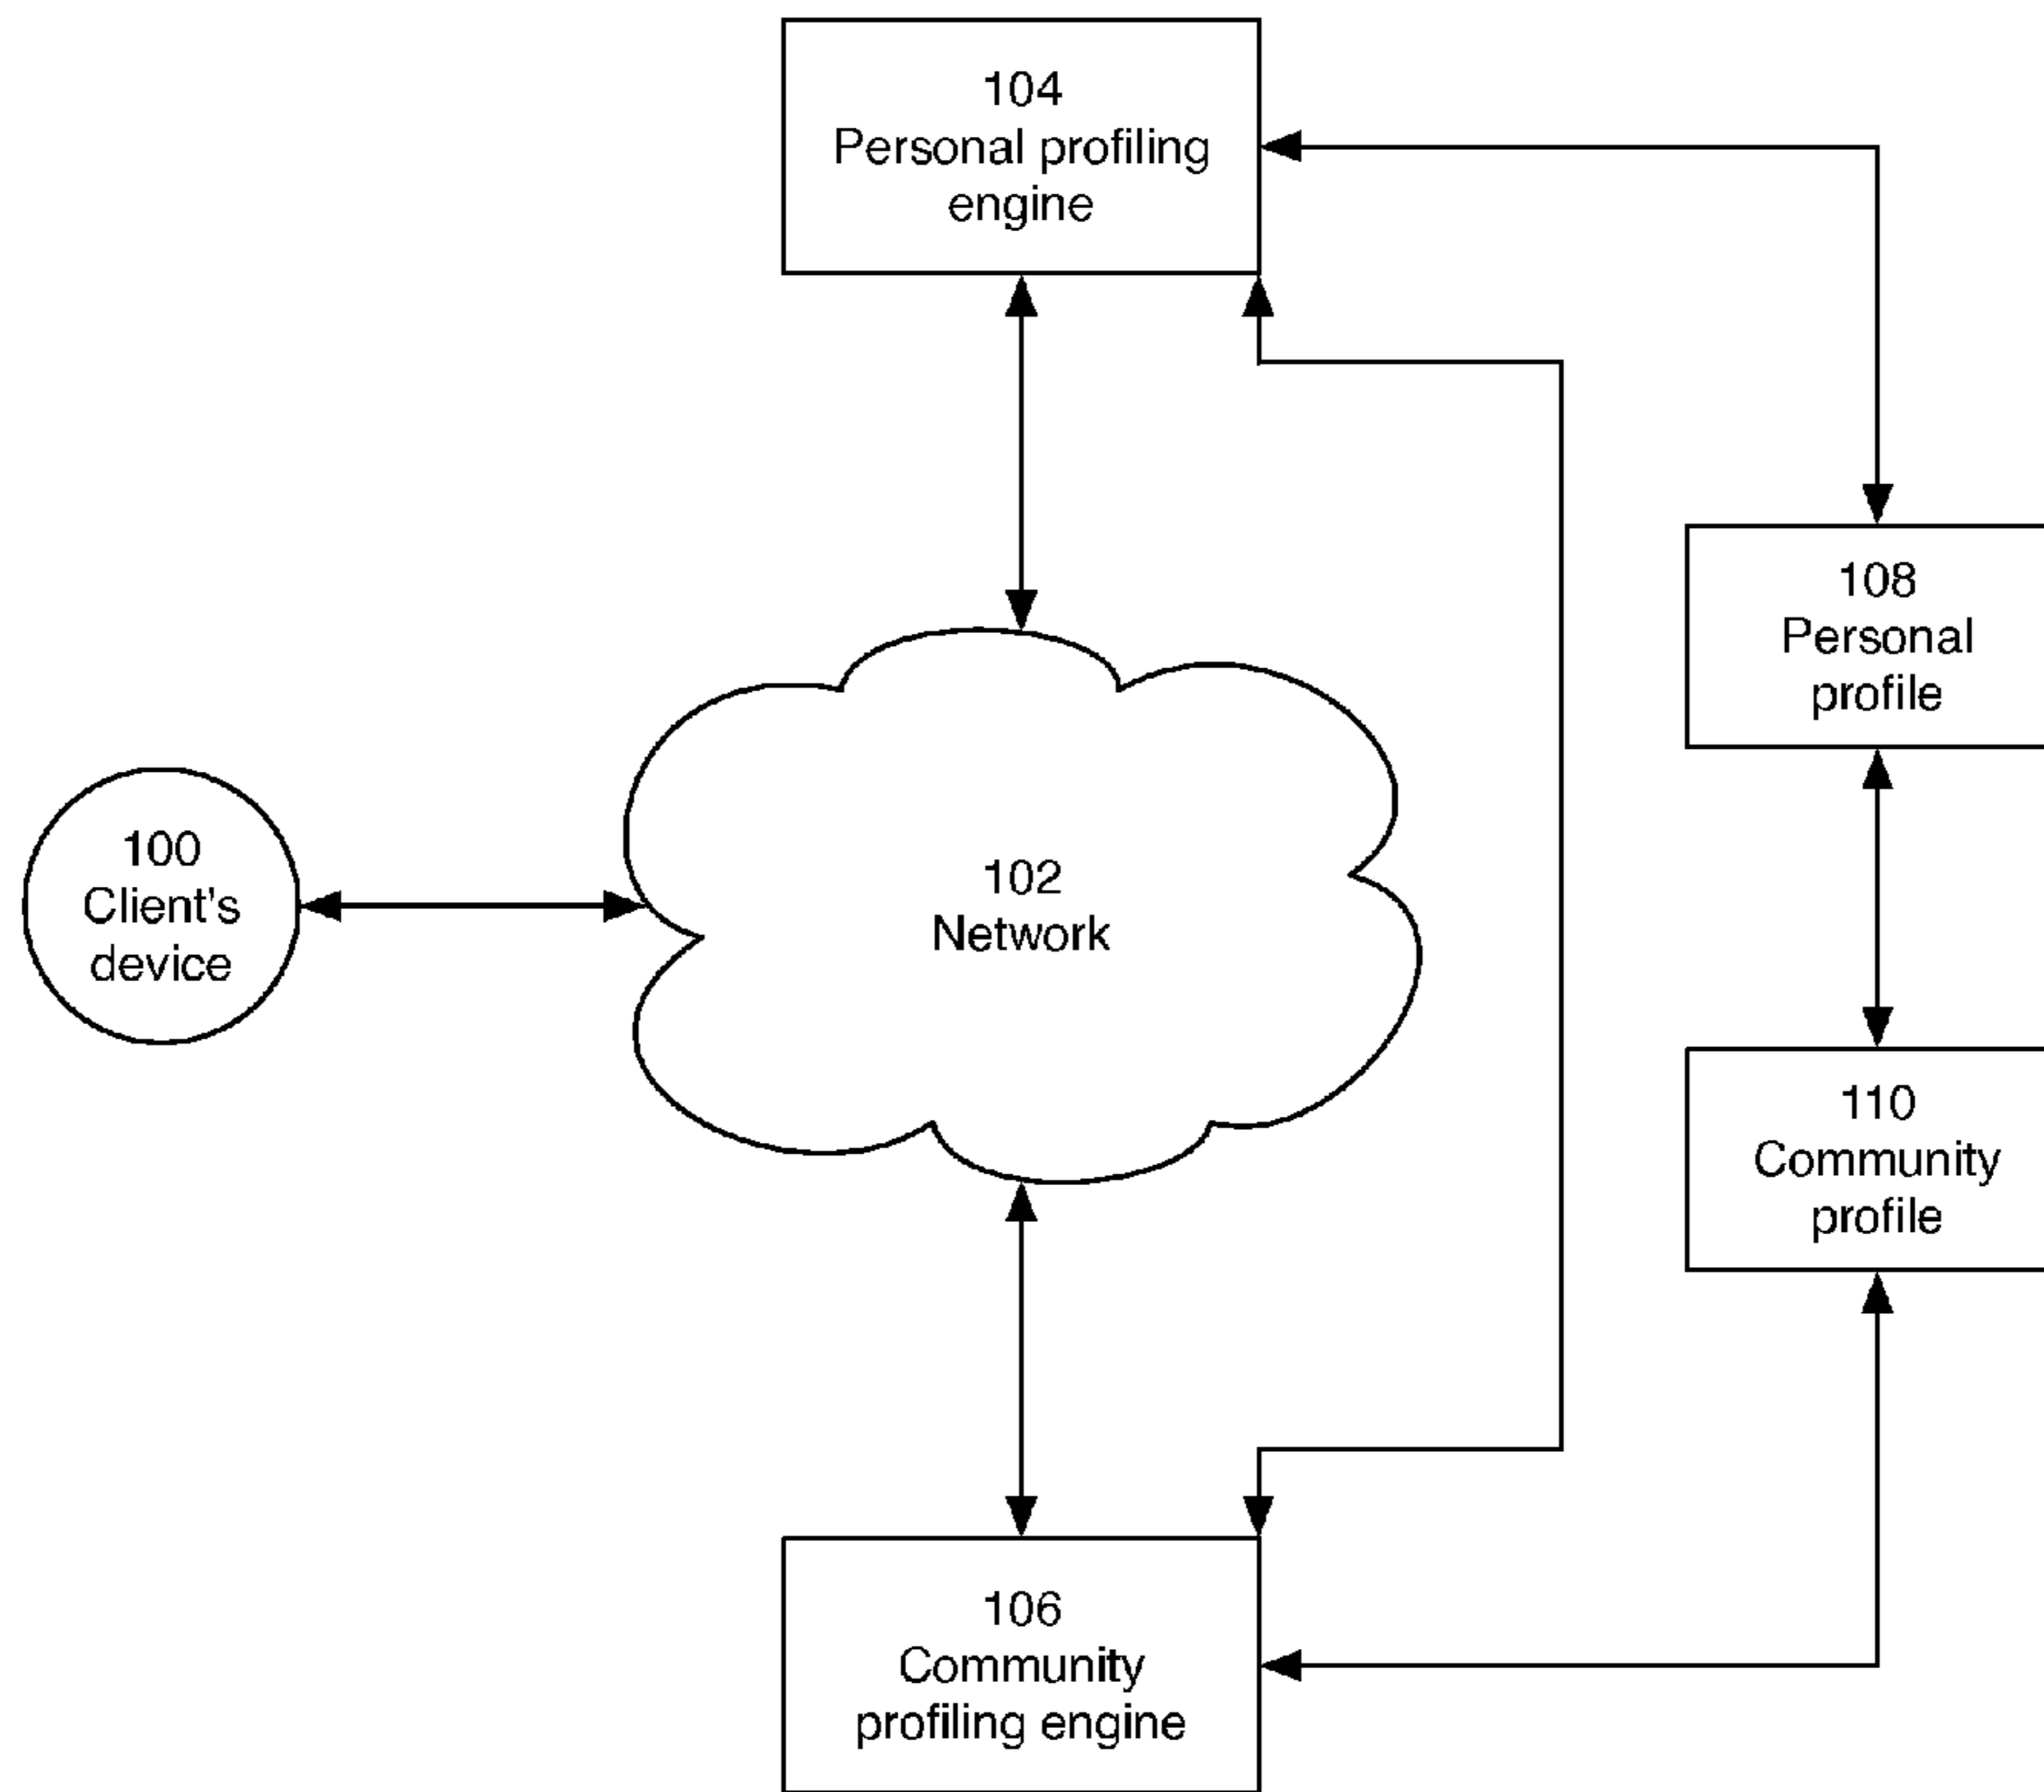 104
Personal profiling
engine
108
Personal
profile
100
Client's
device
102
Network
110
Community
profile
106
Community
profiling engine